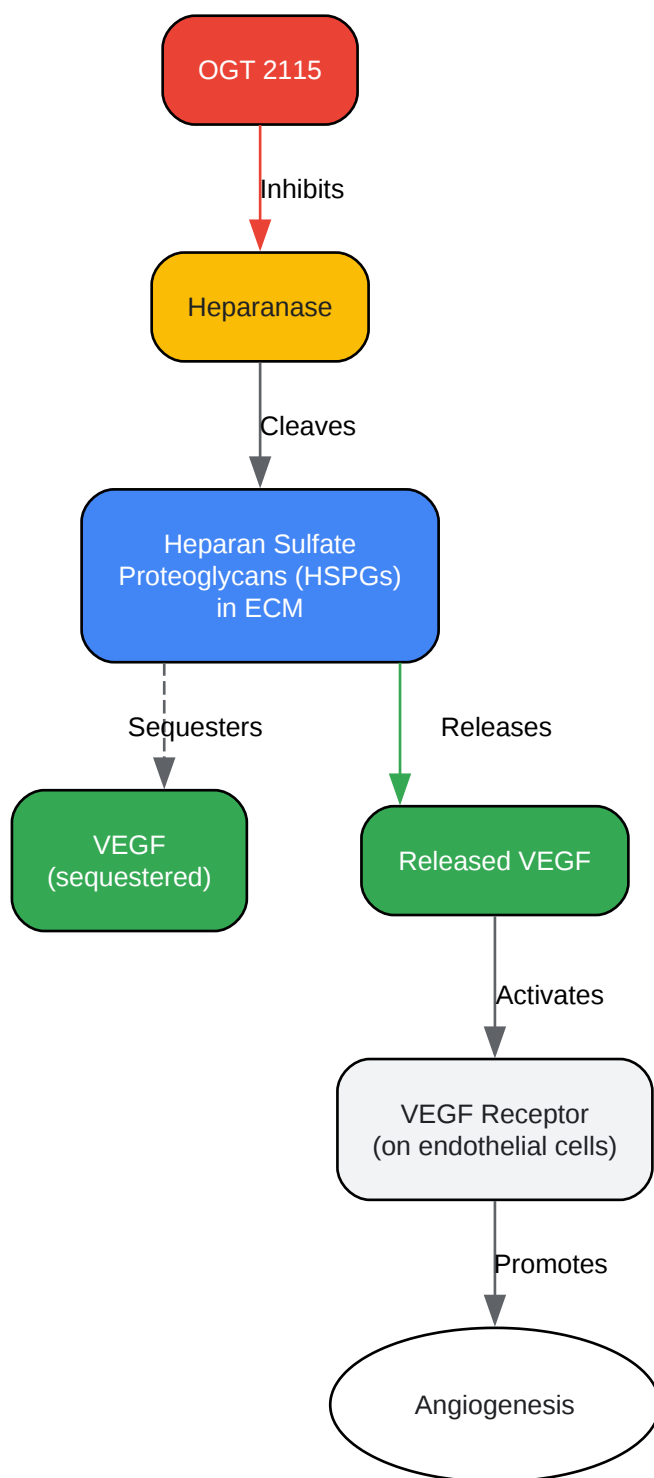 OGT 2115
Inhibits
Heparanase
Cleaves
Heparan Sulfate
Proteoglycans (HSPGs)
in ECM
Sequesters
Releases
VEGF
(sequestered)
Released VEGF
Activates
VEGF Receptor
(on endothelial cells)
Promotes
Angiogenesis